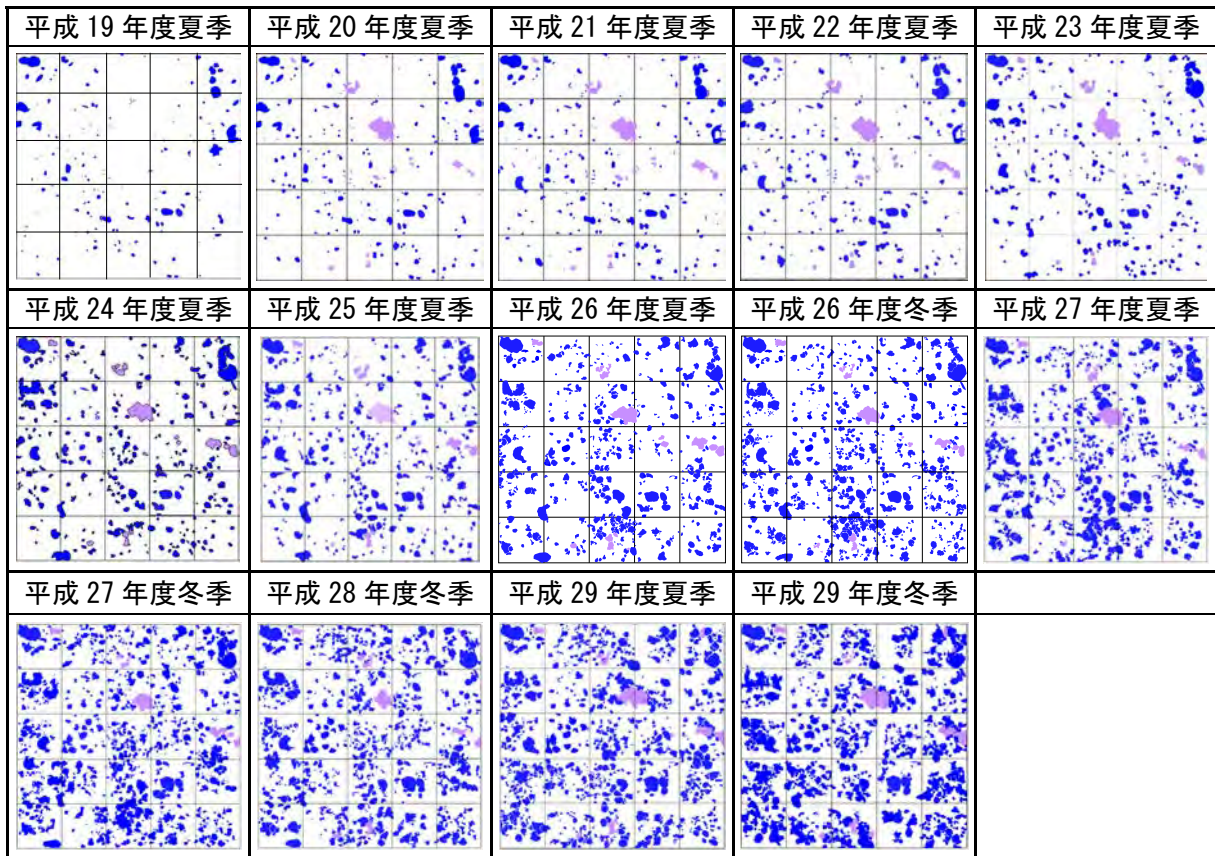 平成 19 年度夏季
平成 20 年度夏季
平成 21 年度夏季
平成 22 年度夏季
平成 23 年度夏季
平成 24 年度夏季
平成 25 年度夏季
平成 26 年度夏季
平成 26 年度冬季
平成 27 年度夏季
平成 27 年度冬季
平成 28 年度冬季
平成 29 年度夏季
平成 29 年度冬季